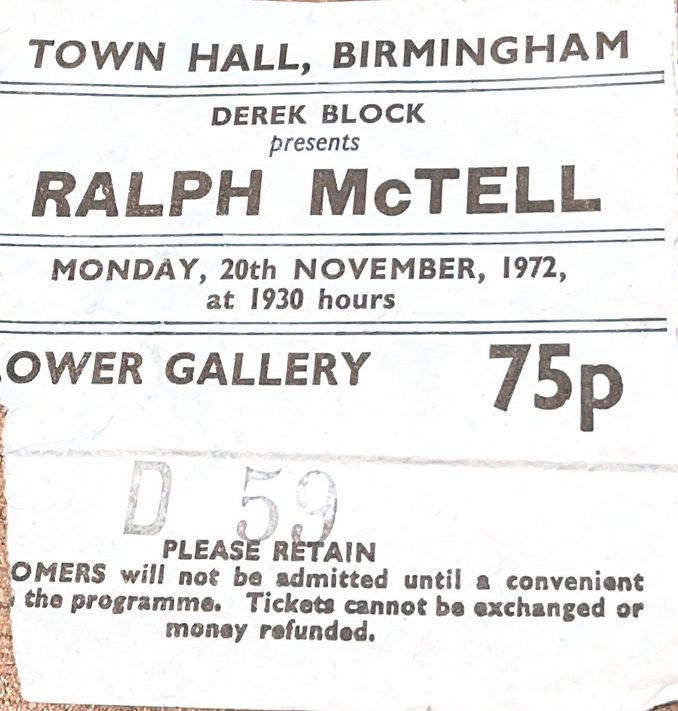 TOWN HALL, BIRMINGHAM
DEREK BLOCK
presents
RALPH McTELL
MONDAY, 20th NOVEMBER, 1972,
at 1930 hours
OWER GALLERY 75p
D 59
PLEASE RETAIN
OMERS will not be admitted until a convenient
the programme. Tickets cannot be exchanged or
money refunded.